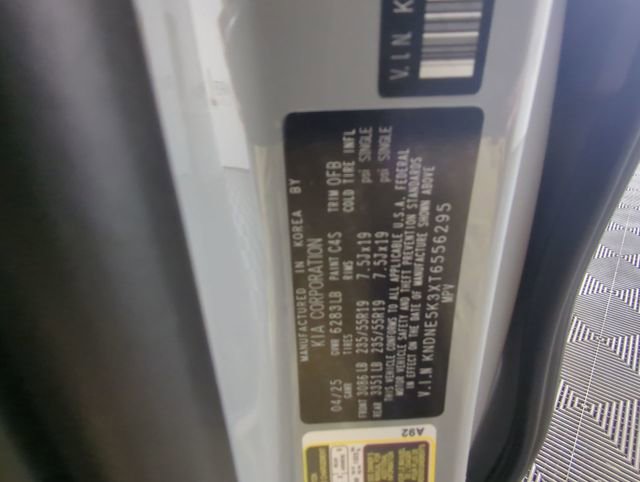 MANUFACTURED IN KOREA BY
KIA CORPORATION
04/25 GVWR 6283LB PAINT C4S TRIM OFB
GAWR TIRES RIMS COLD TIRE INFL
FRONT 3086LB 235/55R19 7.5Jx19 psi SINGLE
REAR 3351LB 235/55R19 7.5Jx19 psi SINGLE
THIS VEHICLE CONFORMS TO ALL APPLICABLE U.S.A. FEDERAL
MOTOR VEHICLE SAFETY AND THEFT PREVENTION STANDARDS
IN EFFECT ON THE DATE OF MANUFACTURE SHOWN ABOVE
V.I.N KNDNE5K3XT6556295
MPV
V.I.N K
A92